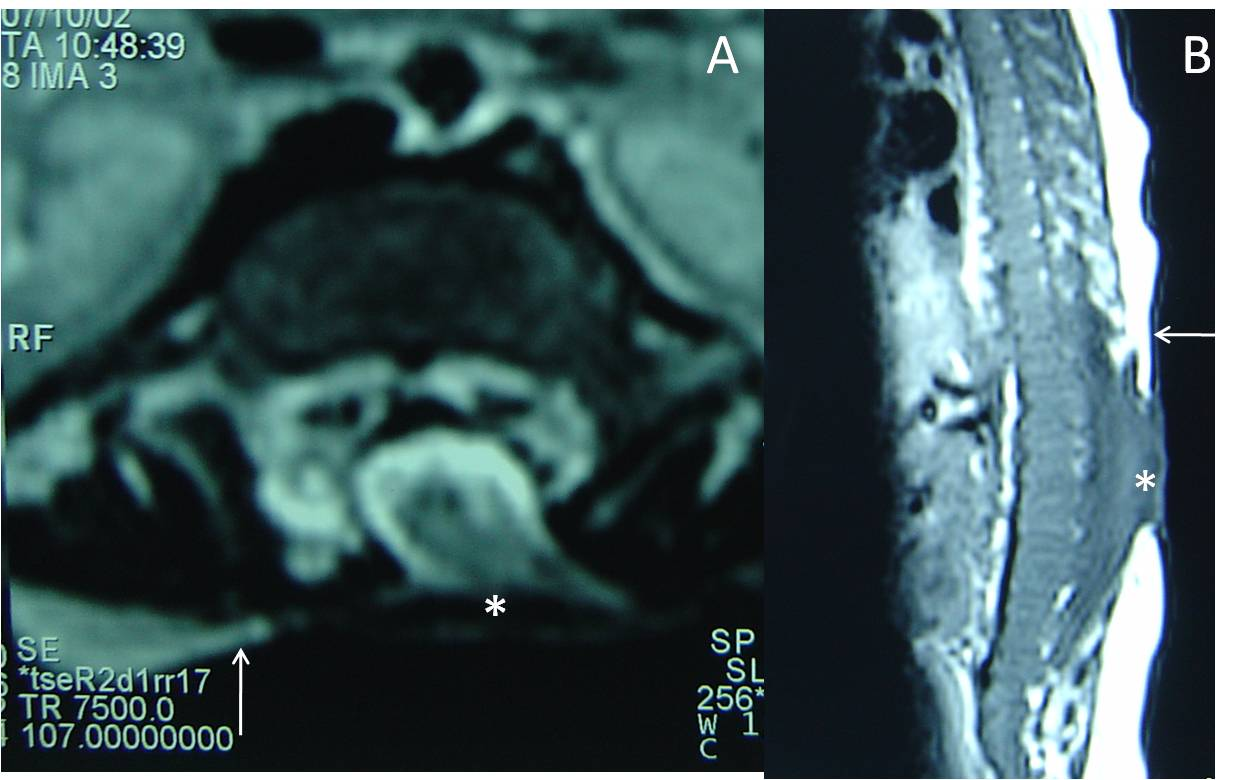 07/10/02
TA 10:48:39
8 IMA 3
A
B
RF
*
*
SE
*tseR2d1rr17
TR 7500.0
107.00000000
SP
SL
256*
W 1
C